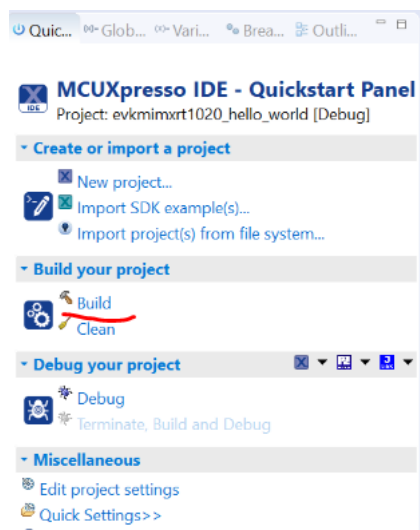 Quic... Glob... Vari... Brea... Outli...
IDE
MCUXpresso IDE - Quickstart Panel
Project: evkmimxrt1020_hello_world [Debug]
Create or import a project
New project...
Import SDK example(s)...
Import project(s) from file system...
Build your project
Build
Clean
Debug your project
Debug
Terminate, Build and Debug
Miscellaneous
Edit project settings
Quick Settings>>